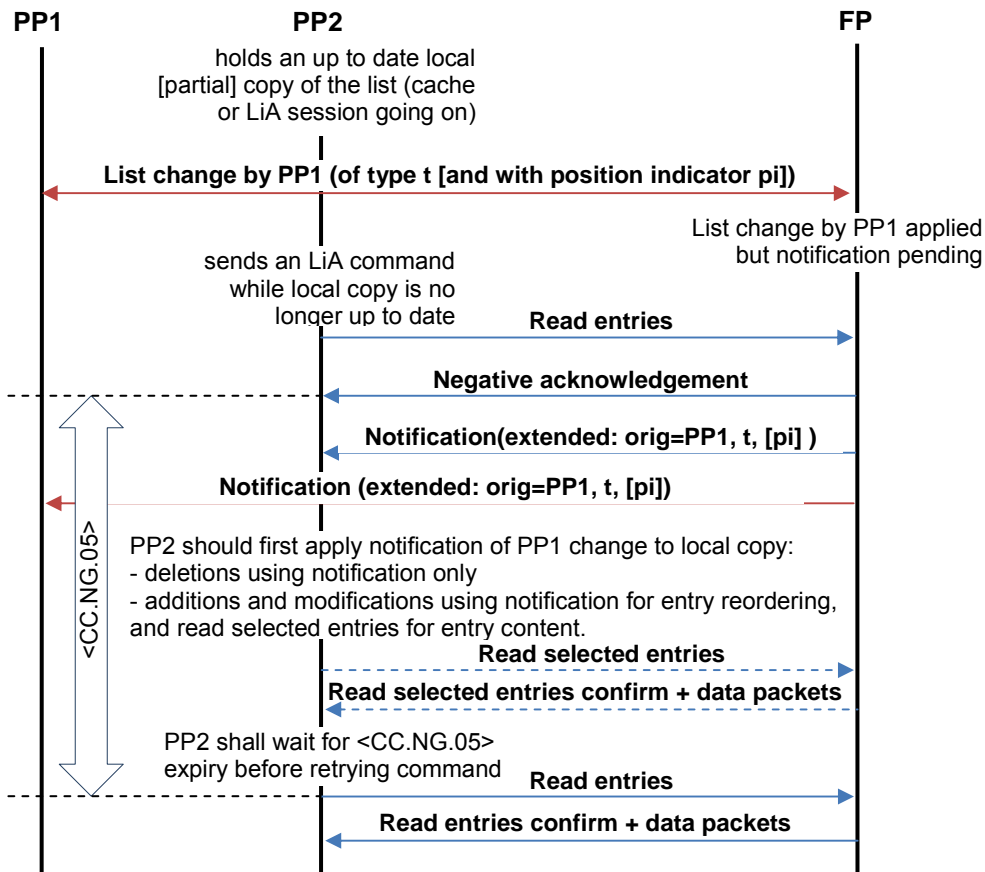 PP1
PP2
FP
holds an up to date local
[partial] copy of the list (cache
or LiA session going on)
List change by PP1 (of type t [and with position indicator pi])
List change by PP1 applied
but notification pending
sends an LiA command
while local copy is no
longer up to date
Read entries
Negative acknowledgement
Notification(extended: orig=PP1, t, [pi] )
Notification (extended: orig=PP1, t, [pi])
<CC.NG.05>
PP2 should first apply notification of PP1 change to local copy:
- deletions using notification only
- additions and modifications using notification for entry reordering,
and read selected entries for entry content.
Read selected entries
Read selected entries confirm + data packets
PP2 shall wait for <CC.NG.05>
expiry before retrying command
Read entries
Read entries confirm + data packets